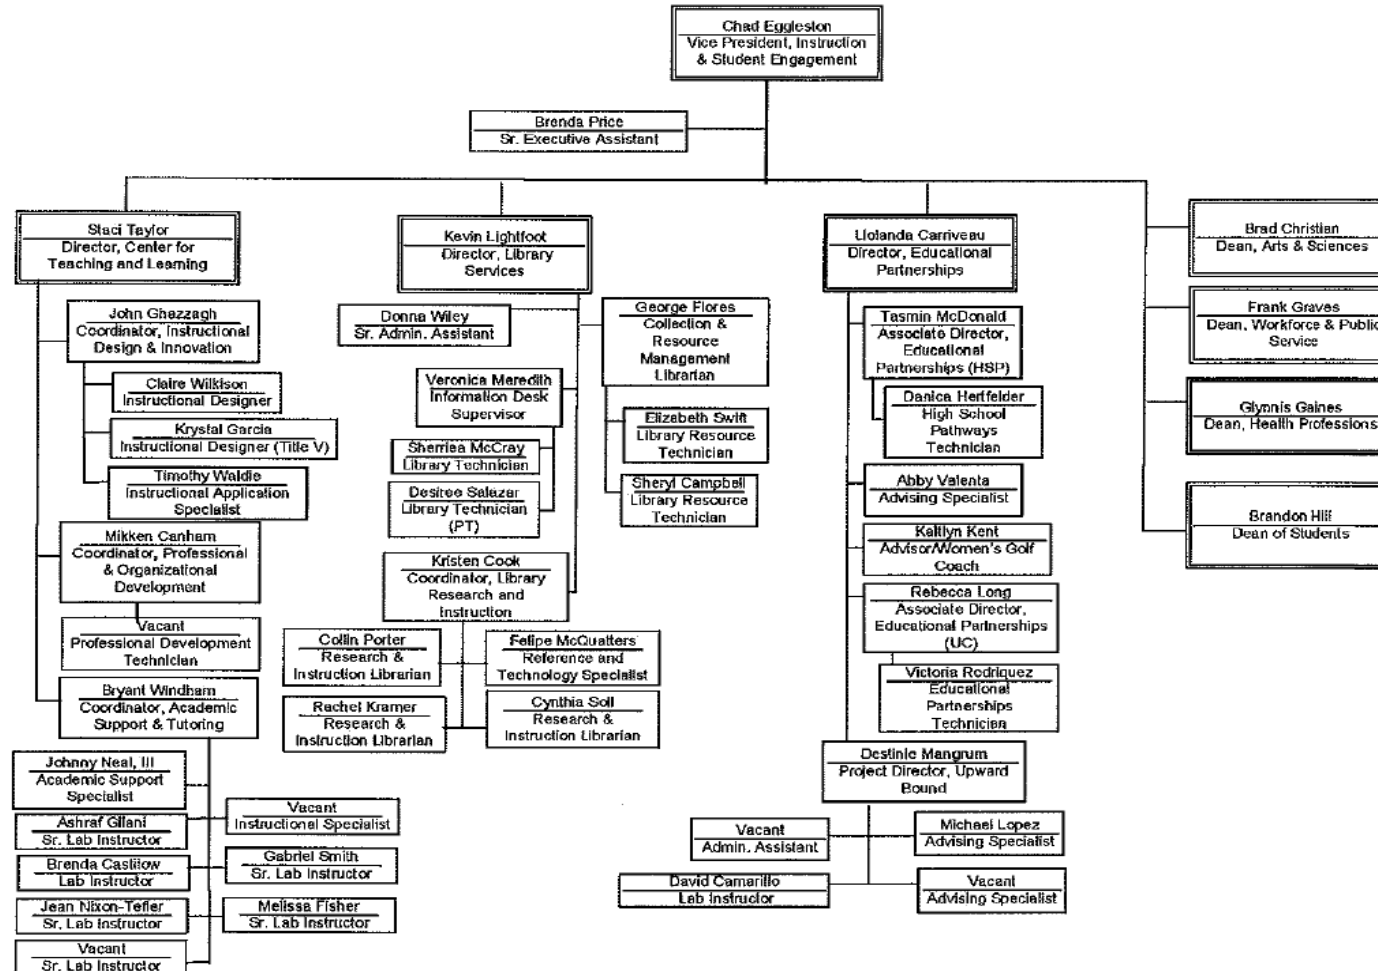 Chad Eggleston
Vice President, Instruction
& Student Engagement
Brenda Price
Sr. Executive Assistant
Staci Taylor
Director, Center for
Teaching and Learning
John Ghazzagh
Coordinator, Instructional
Design & Innovation
Claire Wilkison
Instructional Designer
Krystal Garcia
Instructional Designer (Title V)
Timothy Waldie
Instructional Application
Specialist
Mikken Canham
Coordinator, Professional
& Organizational
Development
Vacant
Professional Development
Technician
Bryant Windham
Coordinator, Academic
Support & Tutoring
Johnny Neal, III
Academic Support
Specialist
Vacant
Instructional Specialist
Ashraf Gilani
Sr. Lab Instructor
Brenda Castilow
Lab Instructor
Gabriel Smith
Sr. Lab Instructor
Jean Nixon-Tefler
Sr. Lab Instructor
Melissa Fisher
Sr. Lab Instructor
Vacant
Sr. Lab Instructor
Kevin Lightfoot
Director, Library
Services
Donna Wiley
Sr. Admin. Assistant
George Flores
Collection &
Resource
Management
Librarian
Veronica Meredith
Information Desk
Supervisor
Sherriea McCray
Library Technician
Desiree Salazar
Library Technician
(PT)
Elizabeth Swift
Library Resource
Technician
Sheryl Campbell
Library Resource
Technician
Kristen Cook
Coordinator, Library
Research and
Instruction
Collin Porter
Research &
Instruction Librarian
Felipe McQuatters
Reference and
Technology Specialist
Rachel Kramer
Research &
Instruction Librarian
Cynthia Soll
Research &
Instruction Librarian
Llolanda Carriveau
Director, Educational
Partnerships
Tasmin McDonald
Associate Director,
Educational
Partnerships (HSP)
Danica Hertfelder
High School
Pathways
Technician
Abby Valenta
Advising Specialist
Kaitlyn Kent
Advisor/Women's Golf
Coach
Rebecca Long
Associate Director,
Educational Partnerships
(UC)
Victoria Rodriquez
Educational
Partnerships
Technician
Destinie Mangrum
Project Director, Upward
Bound
Vacant
Admin. Assistant
Michael Lopez
Advising Specialist
David Camarillo
Lab Instructor
Vacant
Advising Specialist
Brad Christian
Dean, Arts & Sciences
Frank Graves
Dean, Workforce & Public
Service
Glynnis Gaines
Dean, Health Professions
Brandon
Dean of Students